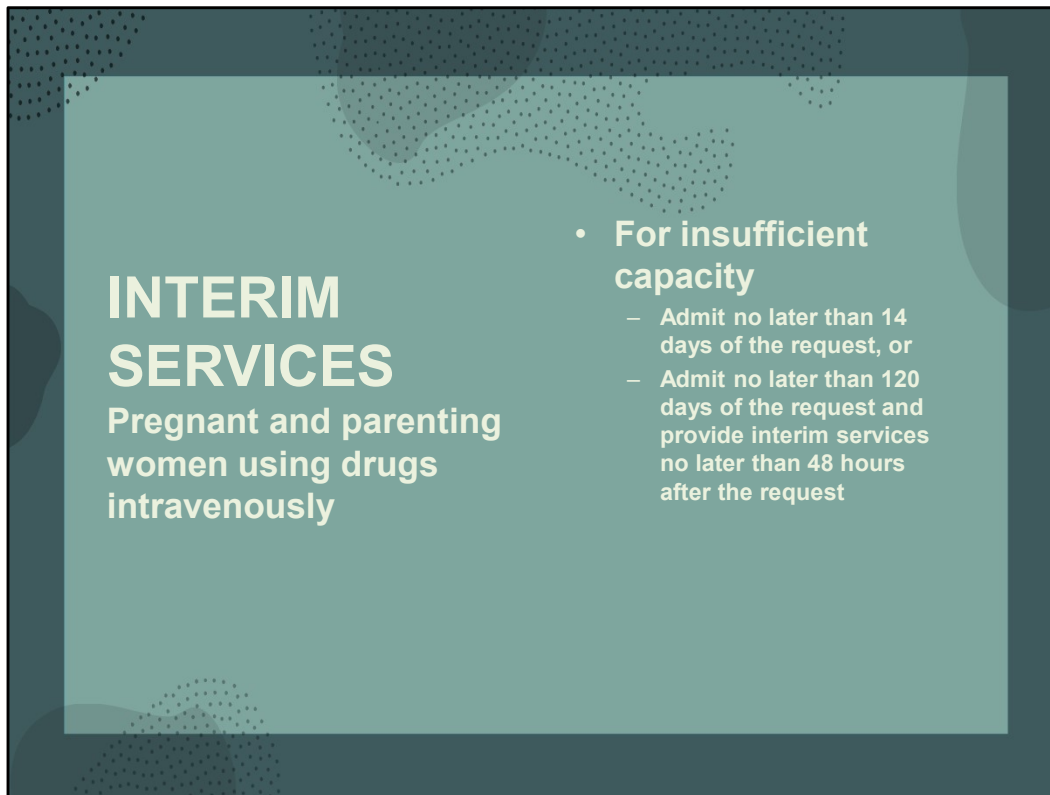 INTERIM
SERVICES
Pregnant and parenting
women using drugs
intravenously
• For insufficient
capacity
– Admit no later than 14
days of the request, or
– Admit no later than 120
days of the request and
provide interim services
no later than 48 hours
after the request